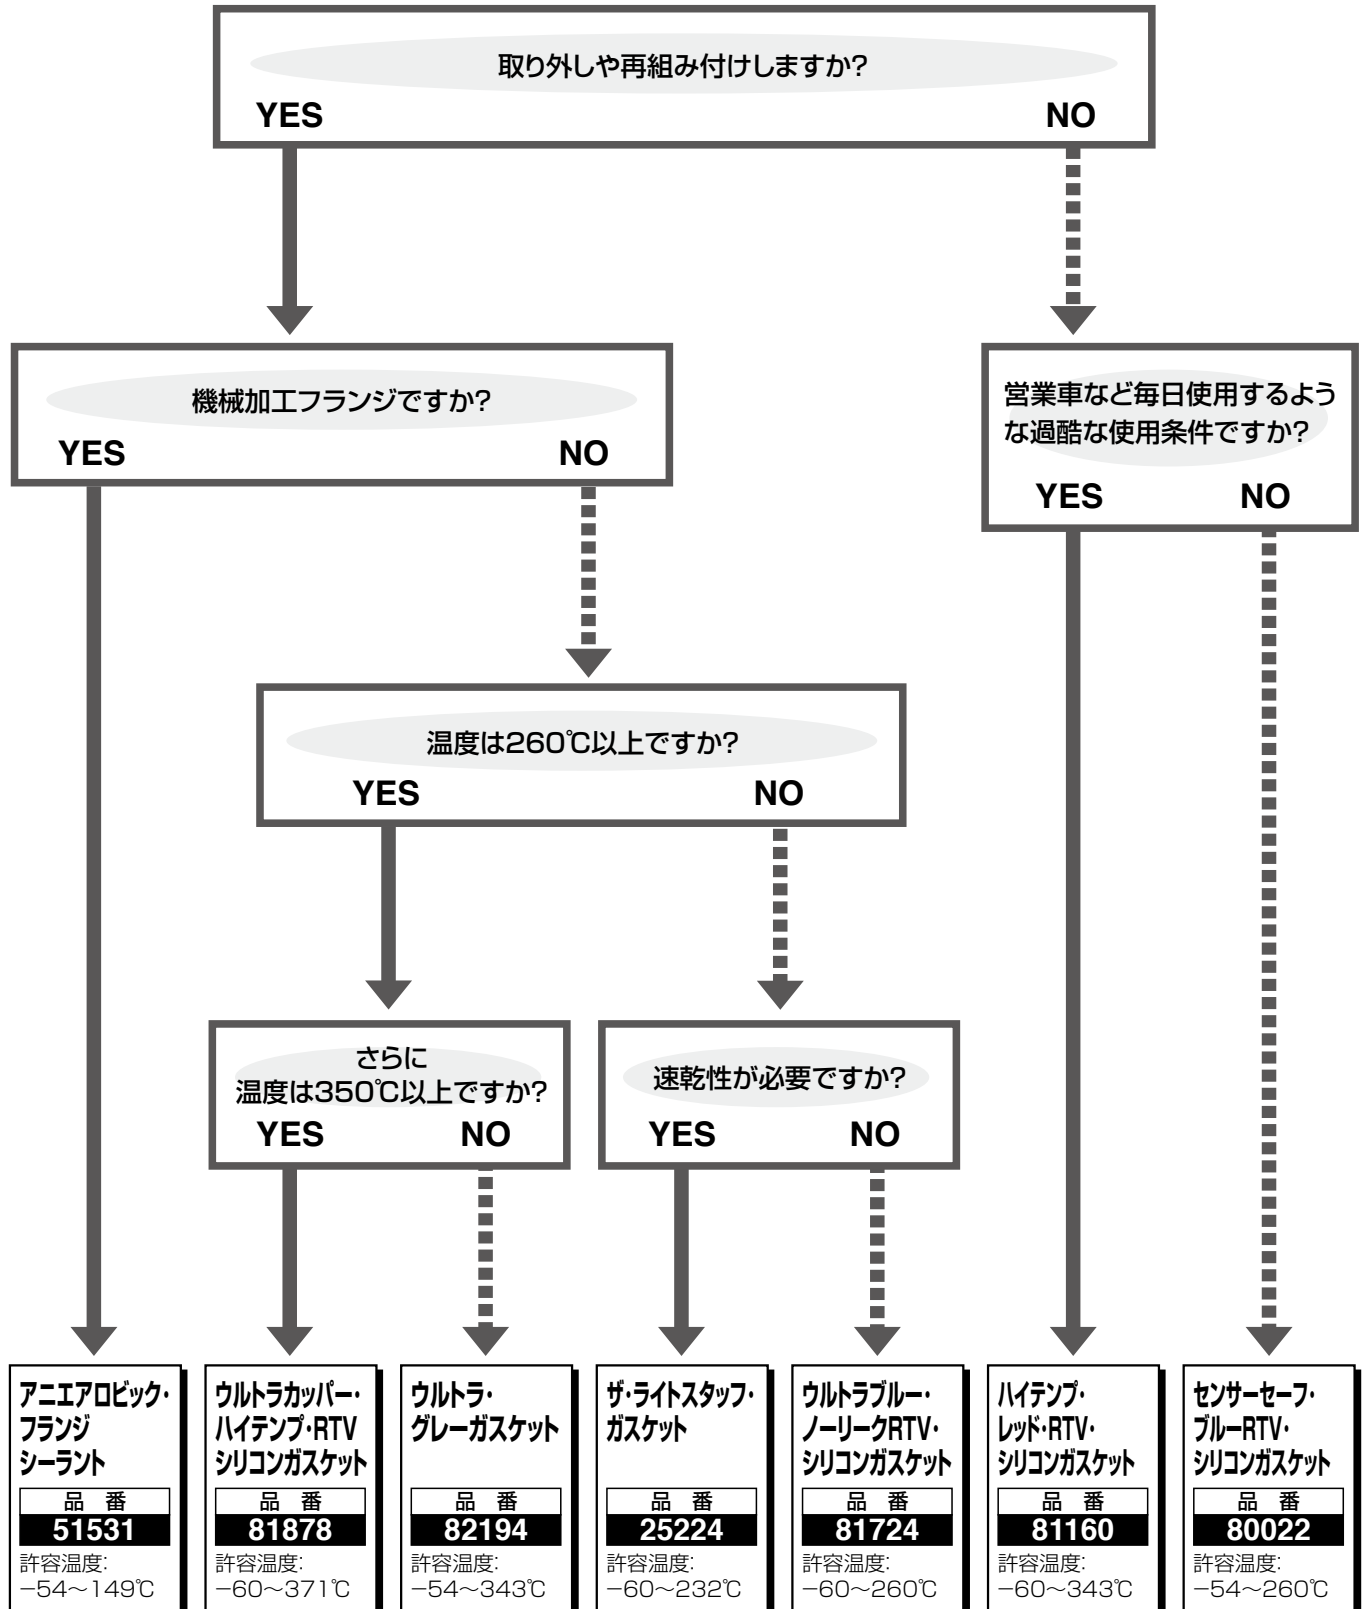 取り外しや再組み付けしますか?
YES NO
機械加工フランジですか?
YES NO
営業車など毎日使用するよう
な過酷な使用条件ですか?
YES NO
温度は260℃以上ですか?
YES NO
さらに
温度は350℃以上ですか?
YES NO
速乾性が必要ですか?
YES NO
アニエアロビック・
フランジ
シーラント
品 番
51531
許容温度:
−54〜149℃
ウルトラカッパー・
ハイテンプ・RTV
シリコンガスケット
品 番
81878
許容温度:
−60〜371℃
ウルトラ・
グレーガスケット
品 番
82194
許容温度:
−54〜343℃
ザ・ライトスタッフ・
ガスケット
品 番
25224
許容温度:
−60〜232℃
ウルトラブルー・
ノーリークRTV・
シリコンガスケット
品 番
81724
許容温度:
−60〜260℃
ハイテンプ・
レッド・RTV・
シリコンガスケット
品 番
81160
許容温度:
−60〜343℃
センサーセーフ・
ブルーRTV・
シリコンガスケット
品 番
80022
許容温度:
−54〜260℃